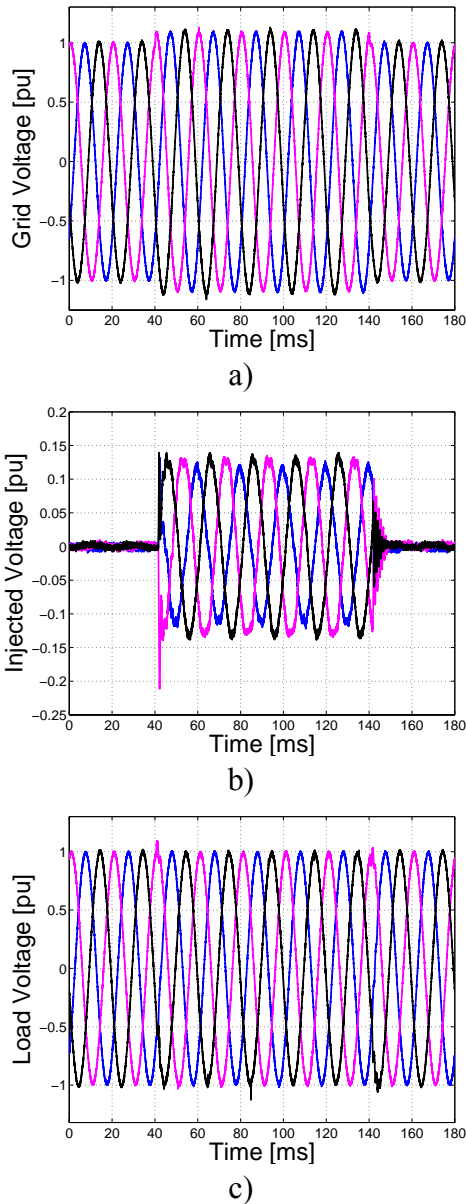 Grid Voltage [pu]
1
0.5
0
−0.5
−1
0 20 40 60 80 100 120 140 160 180
Time [ms]
a)
Injected Voltage [pu]
0.2
0.15
0.1
0.05
0
−0.05
−0.1
−0.15
−0.2
−0.25
0 20 40 60 80 100 120 140 160 180
Time [ms]
b)
Load Voltage [pu]
1
0.5
0
−0.5
−1
0 20 40 60 80 100 120 140 160 180
Time [ms]
c)